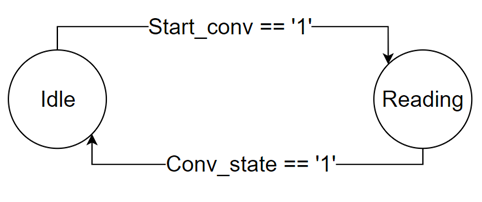 Start_conv == '1'
Idle
Reading
Conv_state == '1'